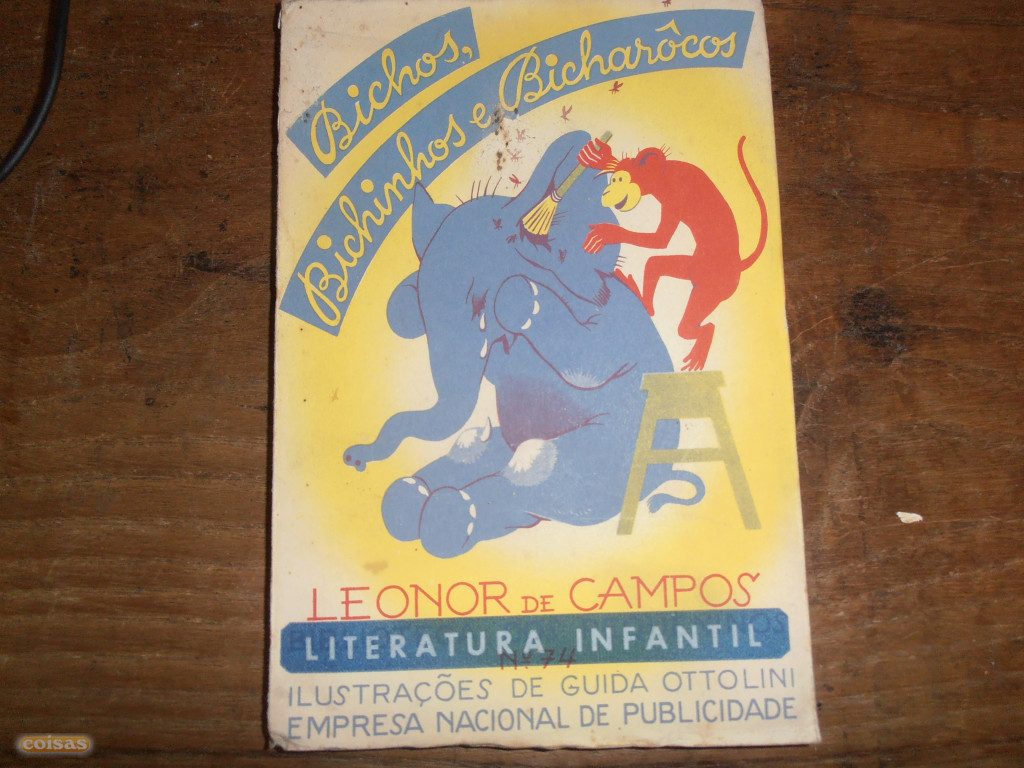 Bichos,
Bichinhos e Bicharôcos
LEONOR DE CAMPOS
LITERATURA INFANTIL
Nº 74
ILUSTRAÇÕES DE GUIDA OTTOLINI
EMPRESA NACIONAL DE PUBLICIDADE
coisas